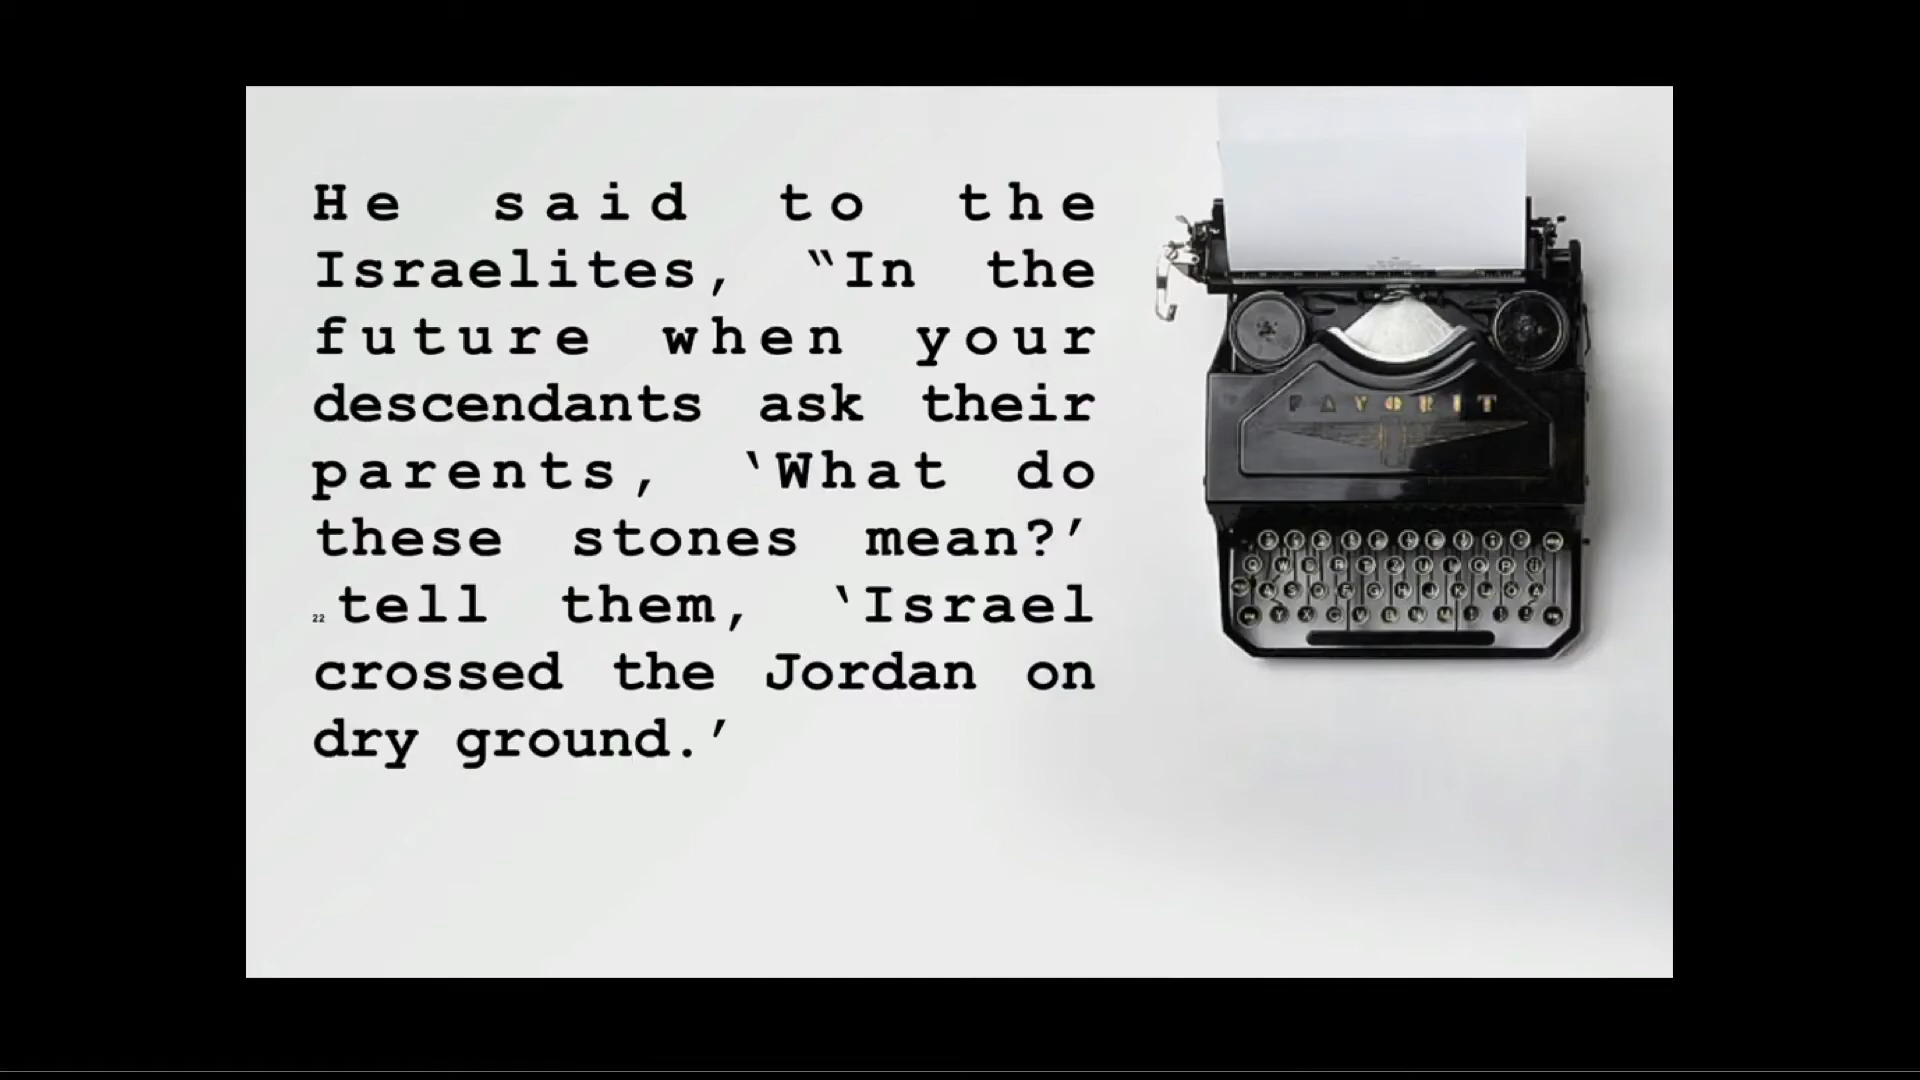 He said to the
Israelites, “In the
future when your
descendants ask their
parents, ‘What do
these stones mean?’
22 tell them, ‘Israel
crossed the Jordan on
dry ground.’
FAVORIT